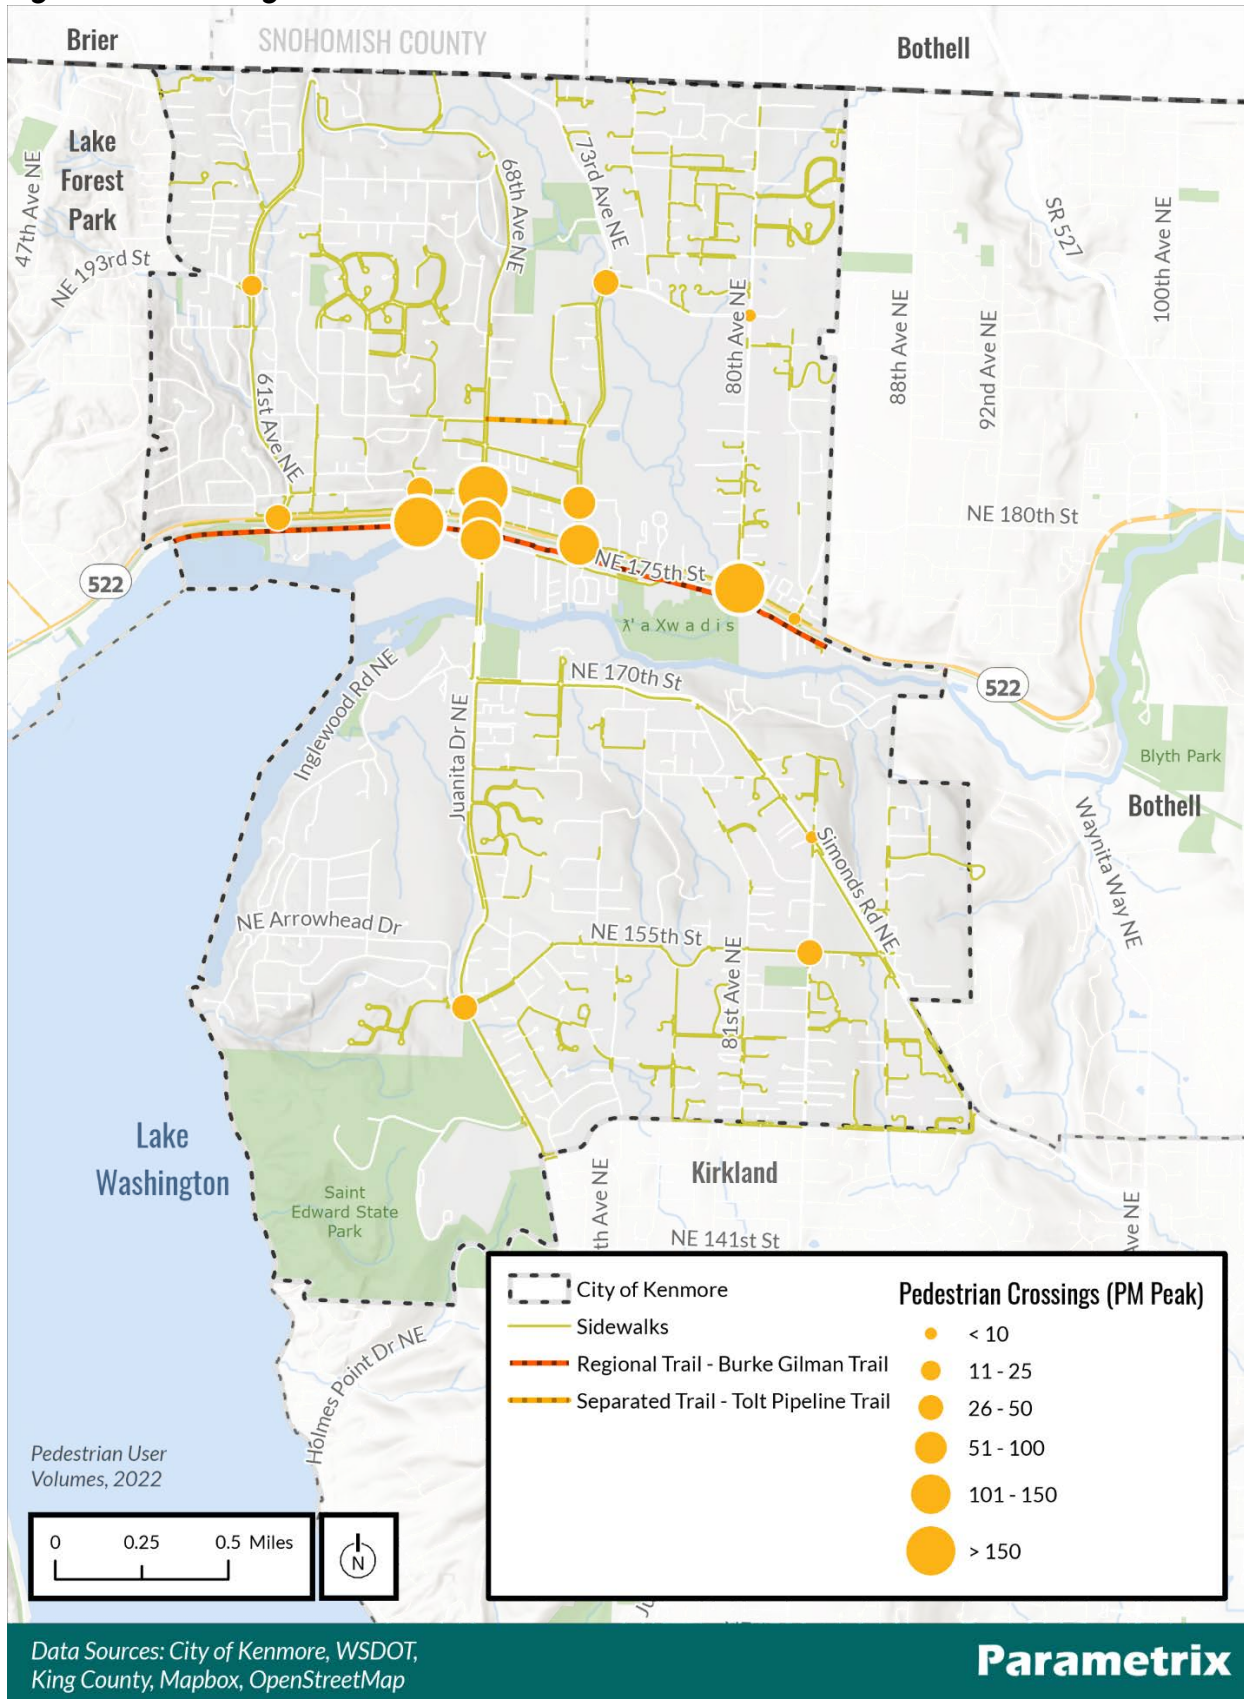 Brier
SNOHOMISH COUNTY
Bothell
Lake
Forest
Park
47th Ave NE
NE 193rd St
68th Ave NE
73rd Ave NE
SR 527
100th Ave NE
80th Ave NE
88th Ave NE
92nd Ave NE
61st Ave NE
NE 180th St
522
NE 175th St
ƛ' a Xw a d i s
522
NE 170th St
Inglewood Rd NE
Juanita Dr NE
Blyth Park
Bothell
Simonds Rd NE
Waynita Way NE
NE Arrowhead Dr
NE 155th St
81st Ave NE
Lake
Washington
Saint
Edward State
Park
Kirkland
th Ave NE
NE 141st St
Ave NE
Holmes Point Dr NE
City of Kenmore
Sidewalks
Regional Trail - Burke Gilman Trail
Separated Trail - Tolt Pipeline Trail
Pedestrian Crossings (PM Peak)
< 10
11 - 25
26 - 50
51 - 100
101 - 150
> 150
Pedestrian User
Volumes, 2022
0 0.25 0.5 Miles
N
Data Sources: City of Kenmore, WSDOT,
King County, Mapbox, OpenStreetMap
Parametrix